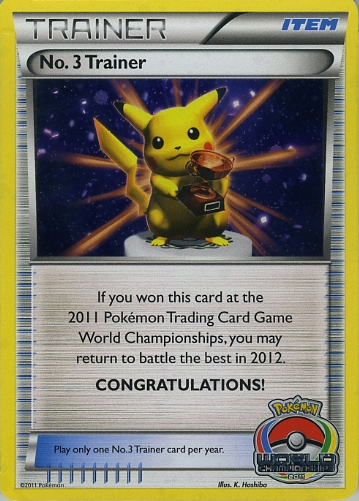 TRAINER ITEM
No. 3 Trainer
If you won this card at the
2011 Pokémon Trading Card Game
World Championships, you may
return to battle the best in 2012.
CONGRATULATIONS!
Pokémon
WORLD
CHAMPIONSHIPS
2011
Play only one No.3 Trainer card per year.
©2011 Pokémon Illus. K. Hoshiba